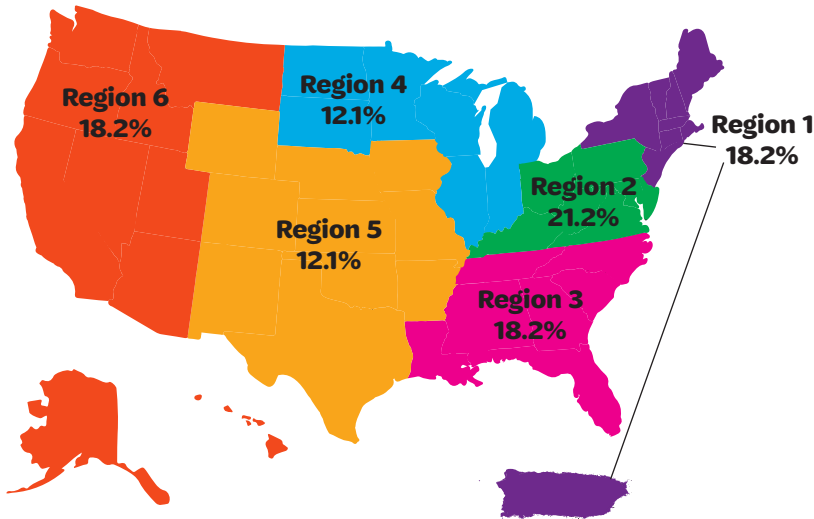 Region 6
18.2%
Region 4
12.1%
Region 1
18.2%
Region 2
21.2%
Region 5
12.1%
Region 3
18.2%